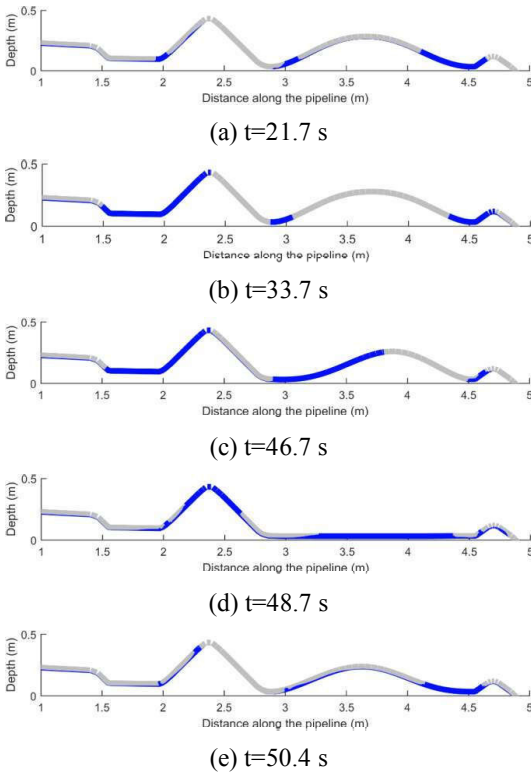 0.5
0
Depth (m)
1 1.5 2 2.5 3 3.5 4 4.5 5
Distance along the pipeline (m)
(a) t=21.7 s
0.5
0
Depth (m)
1 1.5 2 2.5 3 3.5 4 4.5 5
Distance along the pipeline (m)
(b) t=33.7 s
0.5
0
Depth (m)
1 1.5 2 2.5 3 3.5 4 4.5 5
Distance along the pipeline (m)
(c) t=46.7 s
0.5
0
Depth (m)
1 1.5 2 2.5 3 3.5 4 4.5 5
Distance along the pipeline (m)
(d) t=48.7 s
0.5
0
Depth (m)
1 1.5 2 2.5 3 3.5 4 4.5 5
Distance along the pipeline (m)
(e) t=50.4 s